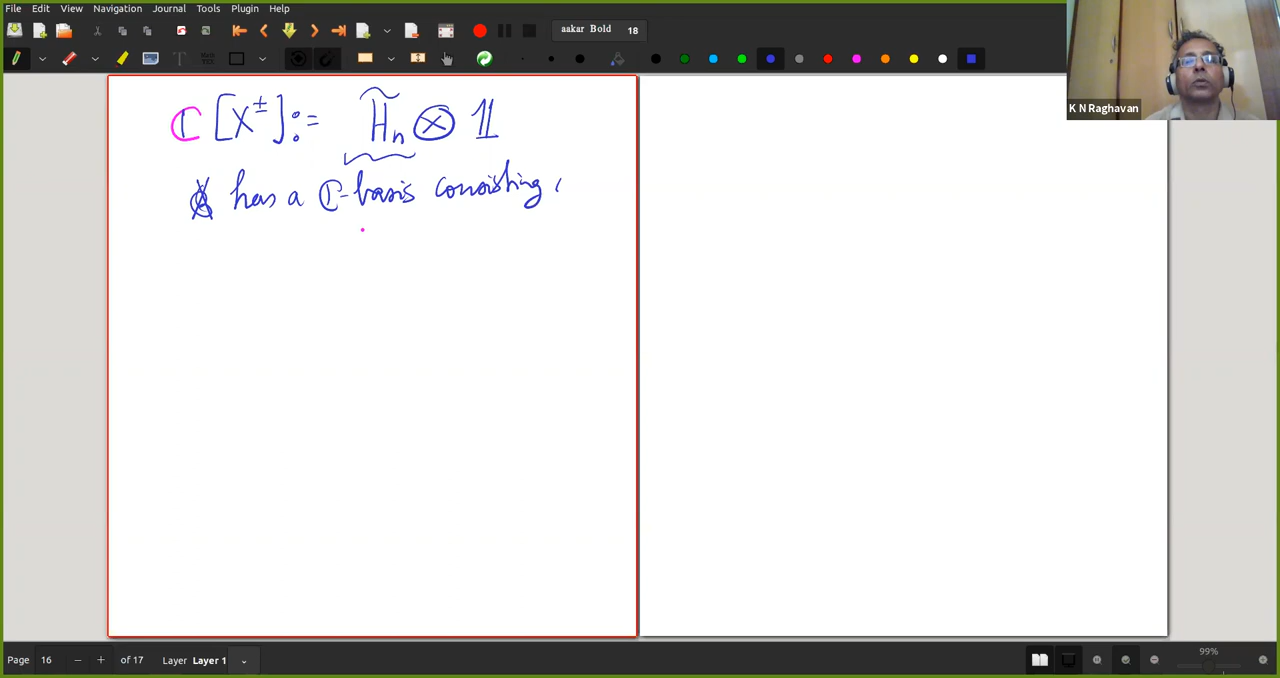 File Edit View Navigation Journal Tools Plugin Help
aakar Bold 18
K N Raghavan
ℂ[X^±] := H̃_n ⊗ 𝟙
has a ℂ-basis consisting
Page 16 of 17 Layer Layer 1 99%